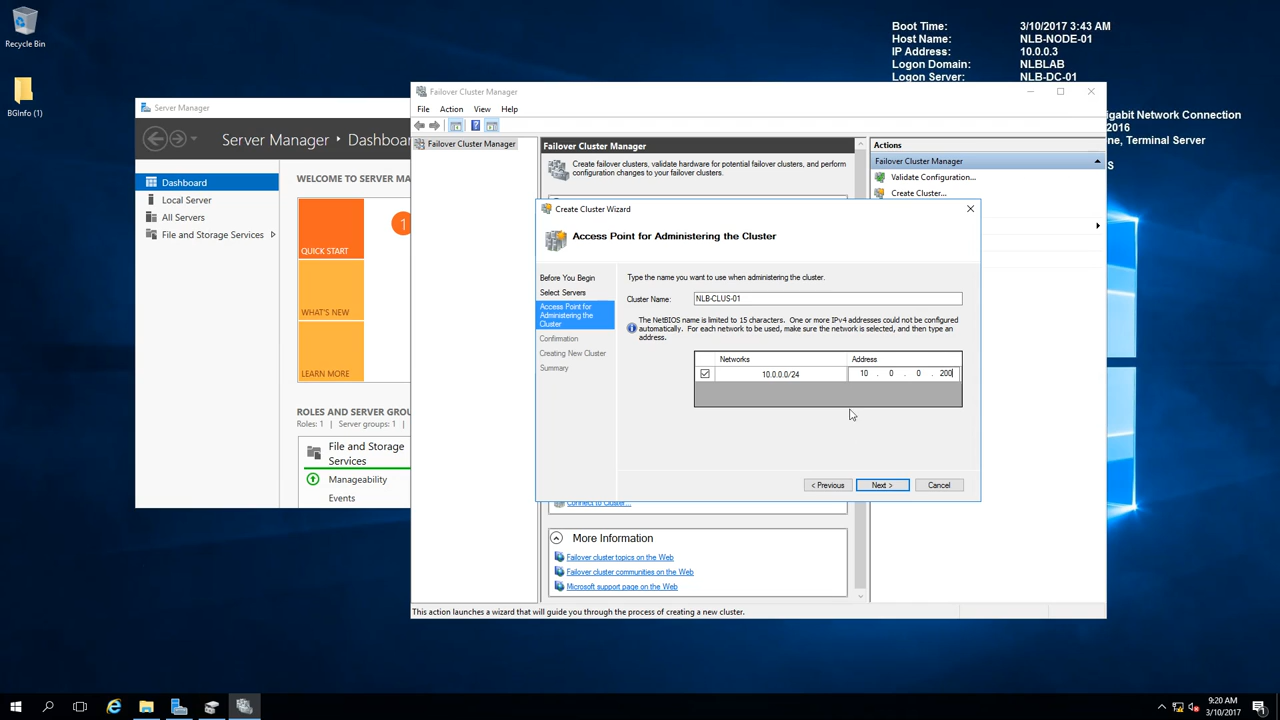 Recycle Bin
BGInfo (1)
Boot Time: 3/10/2017 3:43 AM
Host Name: NLB-NODE-01
IP Address: 10.0.0.3
Logon Domain: NLBLAB
Logon Server: NLB-DC-01
igabit Network Connection
2016
ne, Terminal Server
S
Server Manager
Server Manager
Dashboa
Dashboard
Local Server
All Servers
File and Storage Services
WELCOME TO SERVER MA
1
QUICK START
WHAT'S NEW
LEARN MORE
ROLES AND SERVER GROU
Roles: 1 | Server groups: 1 |
File and Storage
Services
Manageability
Events
Failover Cluster Manager
File Action View Help
Failover Cluster Manager
Failover Cluster Manager
Create failover clusters, validate hardware for potential failover clusters, and perform
configuration changes to your failover clusters.
Actions
Failover Cluster Manager
Validate Configuration...
Create Cluster...
Create Cluster Wizard
Access Point for Administering the Cluster
Before You Begin
Select Servers
Access Point for
Administering the
Cluster
Confirmation
Creating New Cluster
Summary
Type the name you want to use when administering the cluster.
Cluster Name: NLB-CLUS-01
The NetBIOS name is limited to 15 characters. One or more IPv4 addresses could not be configured
automatically. For each network to be used, make sure the network is selected, and then type an
address.
Networks Address
10.0.0.0/24 10 . 0 . 0 . 200
< Previous Next > Cancel
Connect to Cluster...
More Information
Failover cluster topics on the Web
Failover cluster communities on the Web
Microsoft support page on the Web
This action launches a wizard that will guide you through the process of creating a new cluster.
9:20 AM
3/10/2017
1